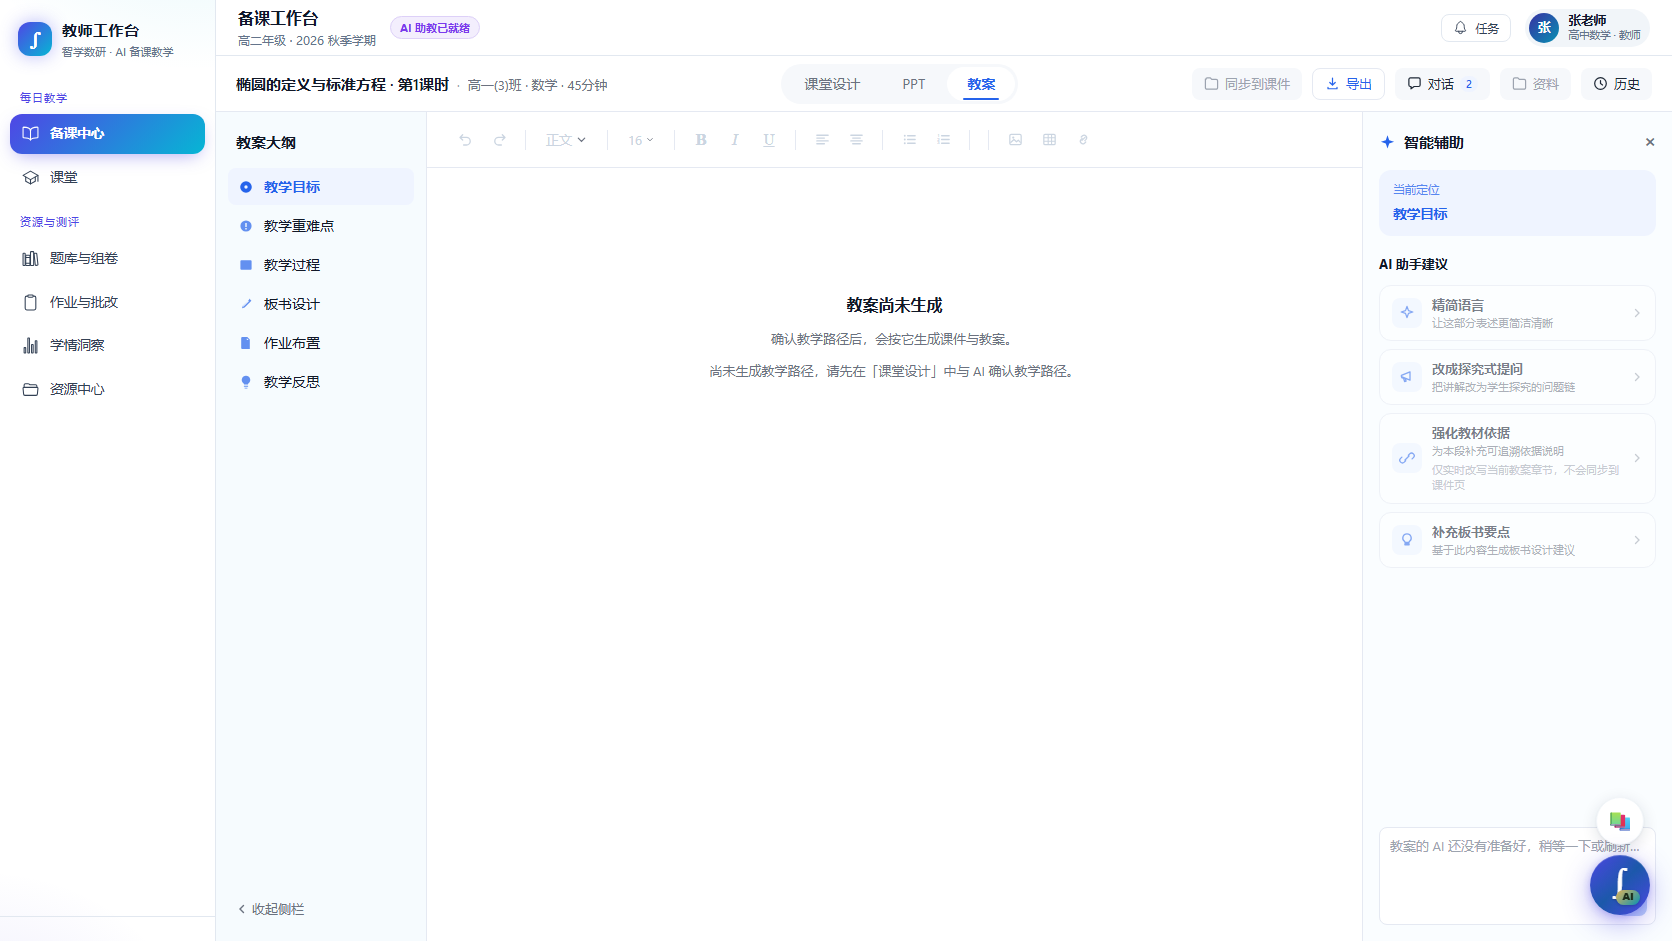 教师工作台
智学数研 · AI 备课教学
每日教学
备课中心
课堂
资源与测评
题库与组卷
作业与批改
学情洞察
资源中心
备课工作台
高二年级 · 2026 秋季学期
AI 助教已就绪
任务
张
张老师
高中数学 · 教师
椭圆的定义与标准方程 · 第1课时 · 高一(3)班 · 数学 · 45分钟
课堂设计
PPT
教案
同步到课件
导出
对话 2
资料
历史
教案大纲
教学目标
教学重难点
教学过程
板书设计
作业布置
教学反思
收起侧栏
正文
16
B
I
U
教案尚未生成
确认教学路径后，会按它生成课件与教案。
尚未生成教学路径，请先在「课堂设计」中与 AI 确认教学路径。
智能辅助
当前定位
教学目标
AI 助手建议
精简语言
让这部分表述更简洁清晰
改成探究式提问
把讲解改为学生探究的问题链
强化教材依据
为本段补充可追溯依据说明
仅实时改写当前教案章节，不会同步到
课件页
补充板书要点
基于此内容生成板书设计建议
教案的 AI 还没有准备好，稍等一下或刷新...
AI